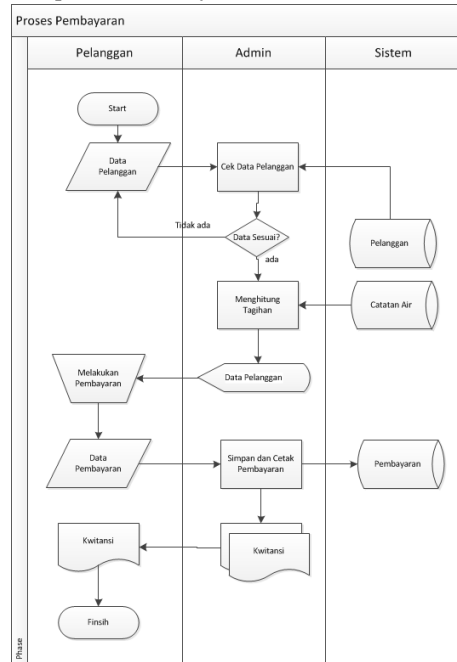 Proses Pembayaran
Pelanggan
Admin
Sistem
Start
Data
Pelanggan
Cek Data Pelanggan
Tidak ada
Data Sesuai?
ada
Pelanggan
Menghitung
Tagihan
Catatan Air
Melakukan
Pembayaran
Data Pelanggan
Data
Pembayaran
Simpan dan Cetak
Pembayaran
Pembayaran
Kwitansi
Kwitansi
Finsih
Phase